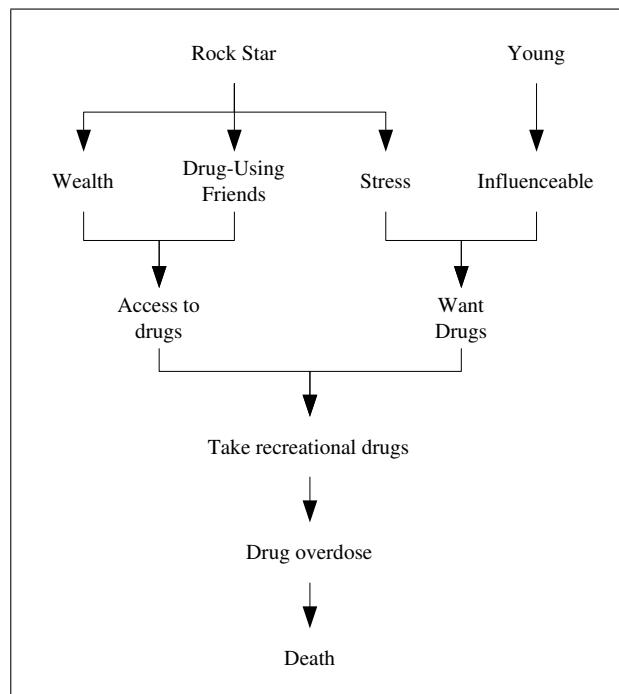 Rock Star
Young
Wealth
Drug-Using
Friends
Stress
Influenceable
Access to
drugs
Want
Drugs
Take recreational drugs
Drug overdose
Death